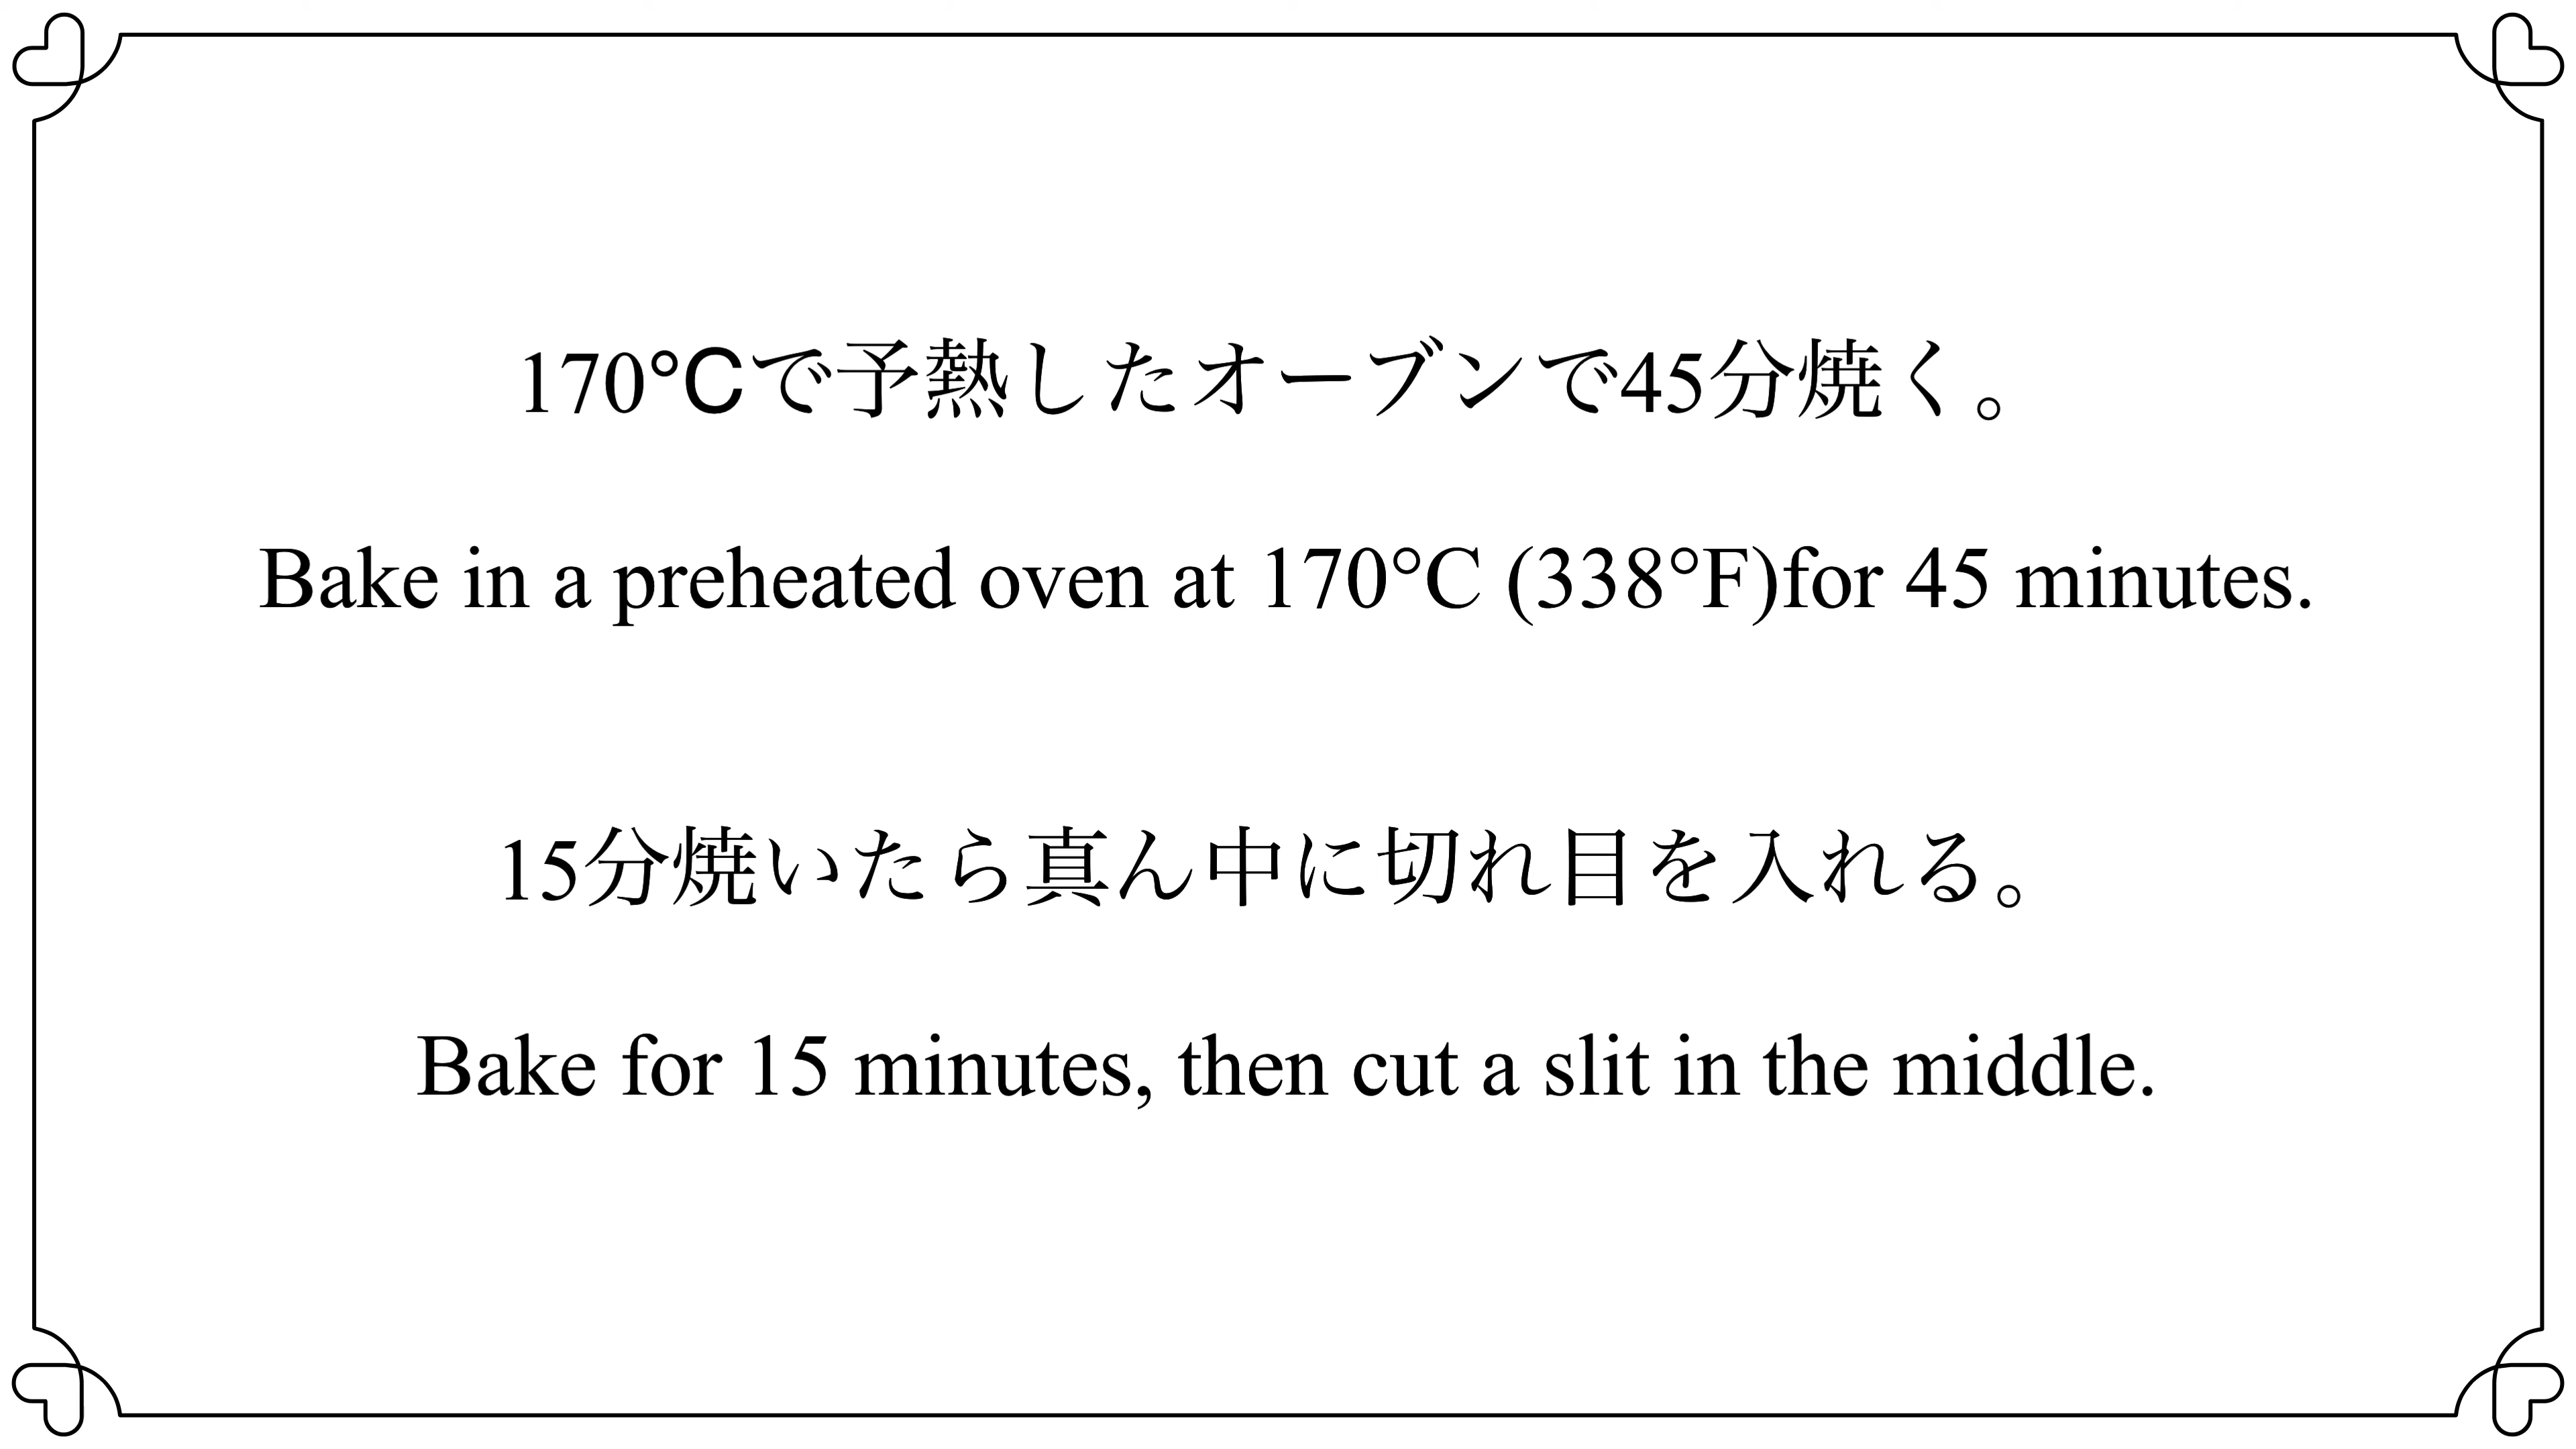 170℃で予熱したオーブンで45分焼く。
Bake in a preheated oven at 170°C (338°F)for 45 minutes.
15分焼いたら真ん中に切れ目を入れる。
Bake for 15 minutes, then cut a slit in the middle.